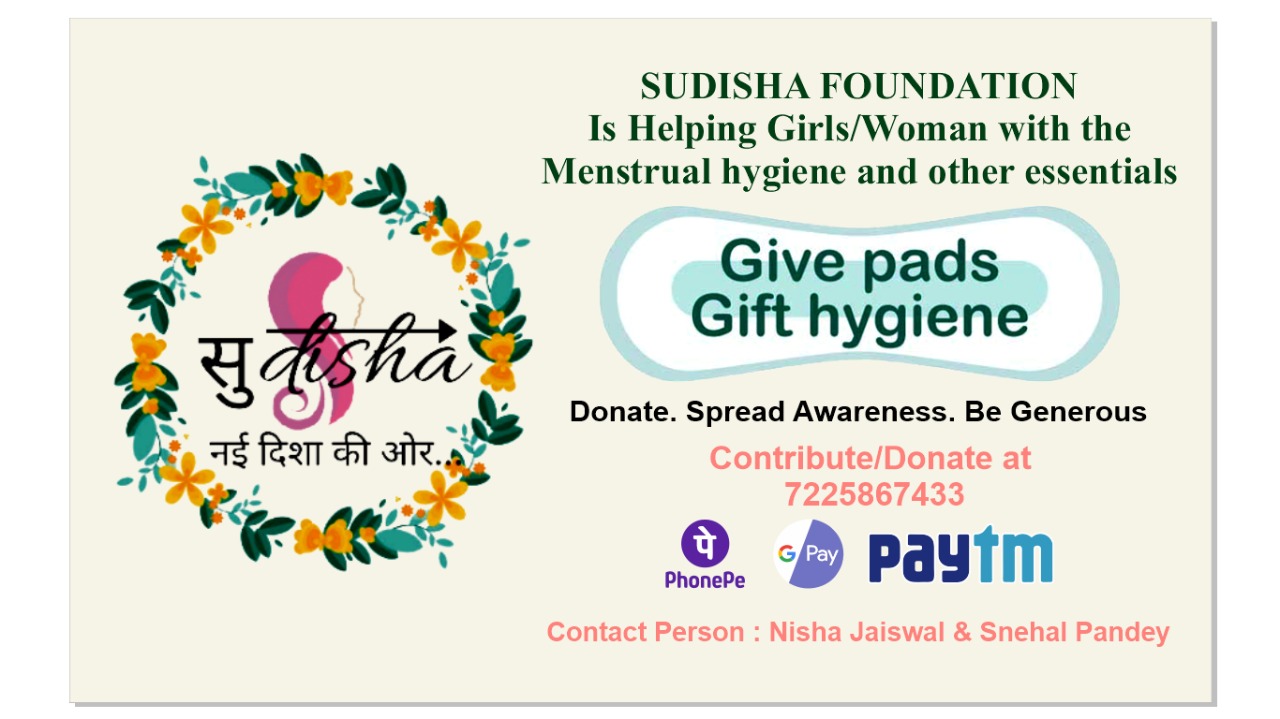 सुdisha
नई दिशा की ओर...
SUDISHA FOUNDATION
Is Helping Girls/Woman with the
Menstrual hygiene and other essentials
Give pads
Gift hygiene
Donate. Spread Awareness. Be Generous
Contribute/Donate at
7225867433
पे
PhonePe
G Pay
paytm
Contact Person : Nisha Jaiswal & Snehal Pandey